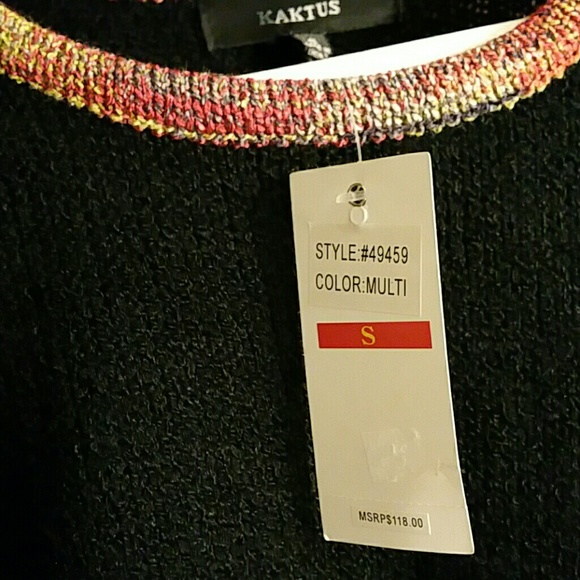 KAKTUS
STYLE:#49459
COLOR:MULTI
S
MSRP$118.00